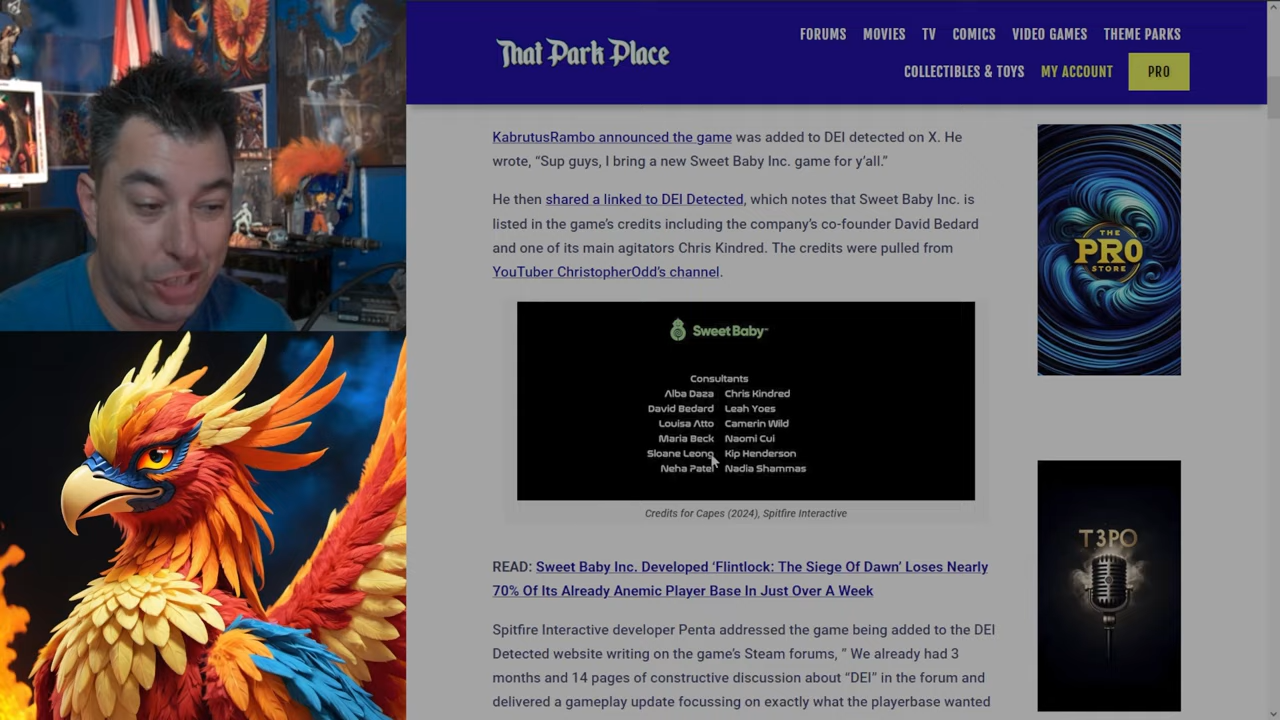 That Park Place
FORUMS MOVIES TV COMICS VIDEO GAMES THEME PARKS
COLLECTIBLES & TOYS MY ACCOUNT PRO
KabrutusRambo announced the game was added to DEI detected on X. He
wrote, “Sup guys, I bring a new Sweet Baby Inc. game for y’all.”
He then shared a linked to DEI Detected, which notes that Sweet Baby Inc. is
listed in the game’s credits including the company’s co-founder David Bedard
and one of its main agitators Chris Kindred. The credits were pulled from
YouTuber ChristopherOdd’s channel.
SweetBaby
Consultants
Alba Daza Chris Kindred
David Bedard Leah Yoes
Louisa Atto Camerin Wild
Maria Beck Naomi Cui
Sloane Leong Kip Henderson
Neha Patel Nadia Shammas
Credits for Capes (2024), Spitfire Interactive
READ: Sweet Baby Inc. Developed ‘Flintlock: The Siege Of Dawn’ Loses Nearly
70% Of Its Already Anemic Player Base In Just Over A Week
Spitfire Interactive developer Penta addressed the game being added to the DEI
Detected website writing on the game’s Steam forums, “ We already had 3
months and 14 pages of constructive discussion about “DEI” in the forum and
delivered a gameplay update focussing on exactly what the playerbase wanted
THE
PRO
STORE
T3PO